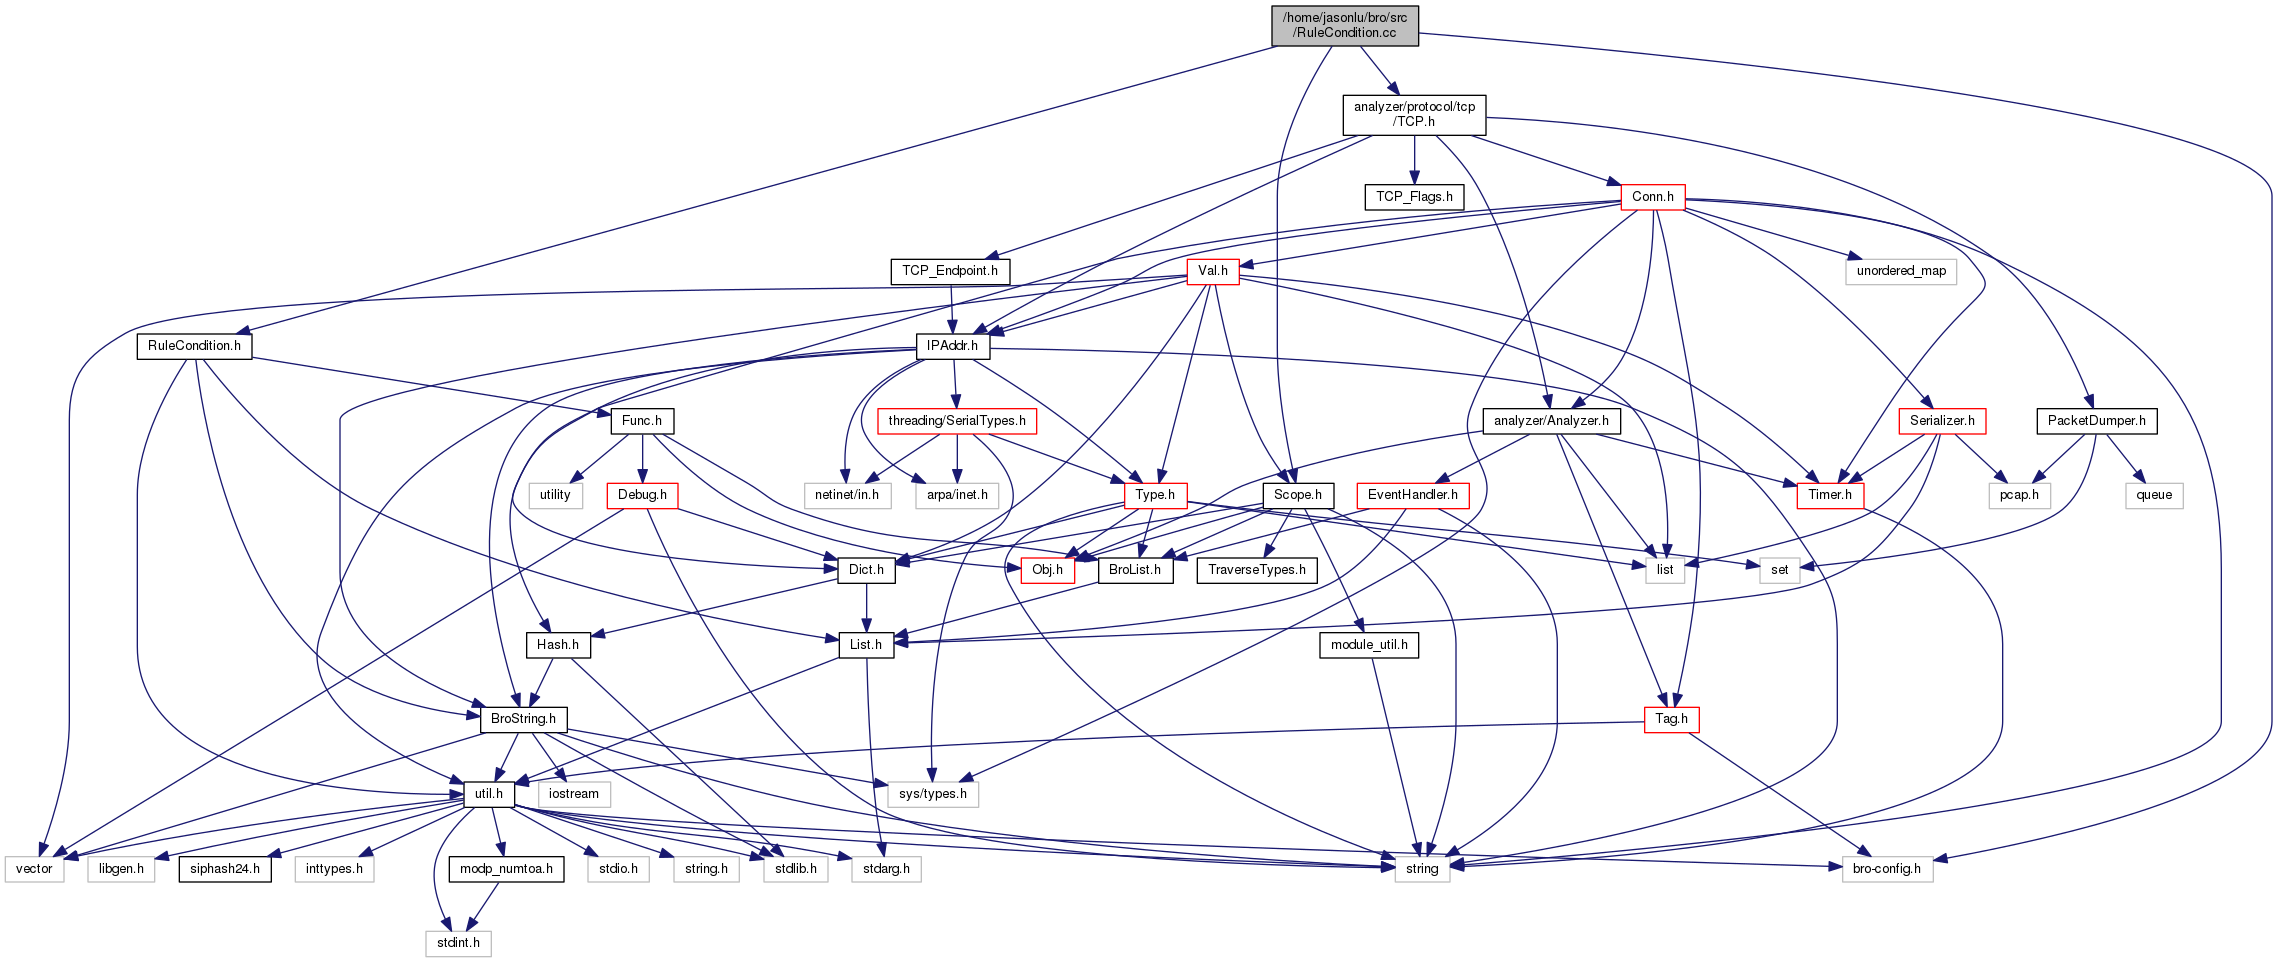 /home/jasonlu/bro/src
/RuleCondition.cc
analyzer/protocol/tcp
/TCP.h
TCP_Flags.h
Conn.h
TCP_Endpoint.h
Val.h
unordered_map
RuleCondition.h
IPAddr.h
Func.h
threading/SerialTypes.h
analyzer/Analyzer.h
Serializer.h
PacketDumper.h
utility
Debug.h
netinet/in.h
arpa/inet.h
Type.h
Scope.h
EventHandler.h
Timer.h
pcap.h
queue
Dict.h
Obj.h
BroList.h
TraverseTypes.h
list
set
Hash.h
List.h
module_util.h
BroString.h
Tag.h
util.h
iostream
sys/types.h
vector
libgen.h
siphash24.h
inttypes.h
modp_numtoa.h
stdio.h
string.h
stdlib.h
stdarg.h
string
bro-config.h
stdint.h